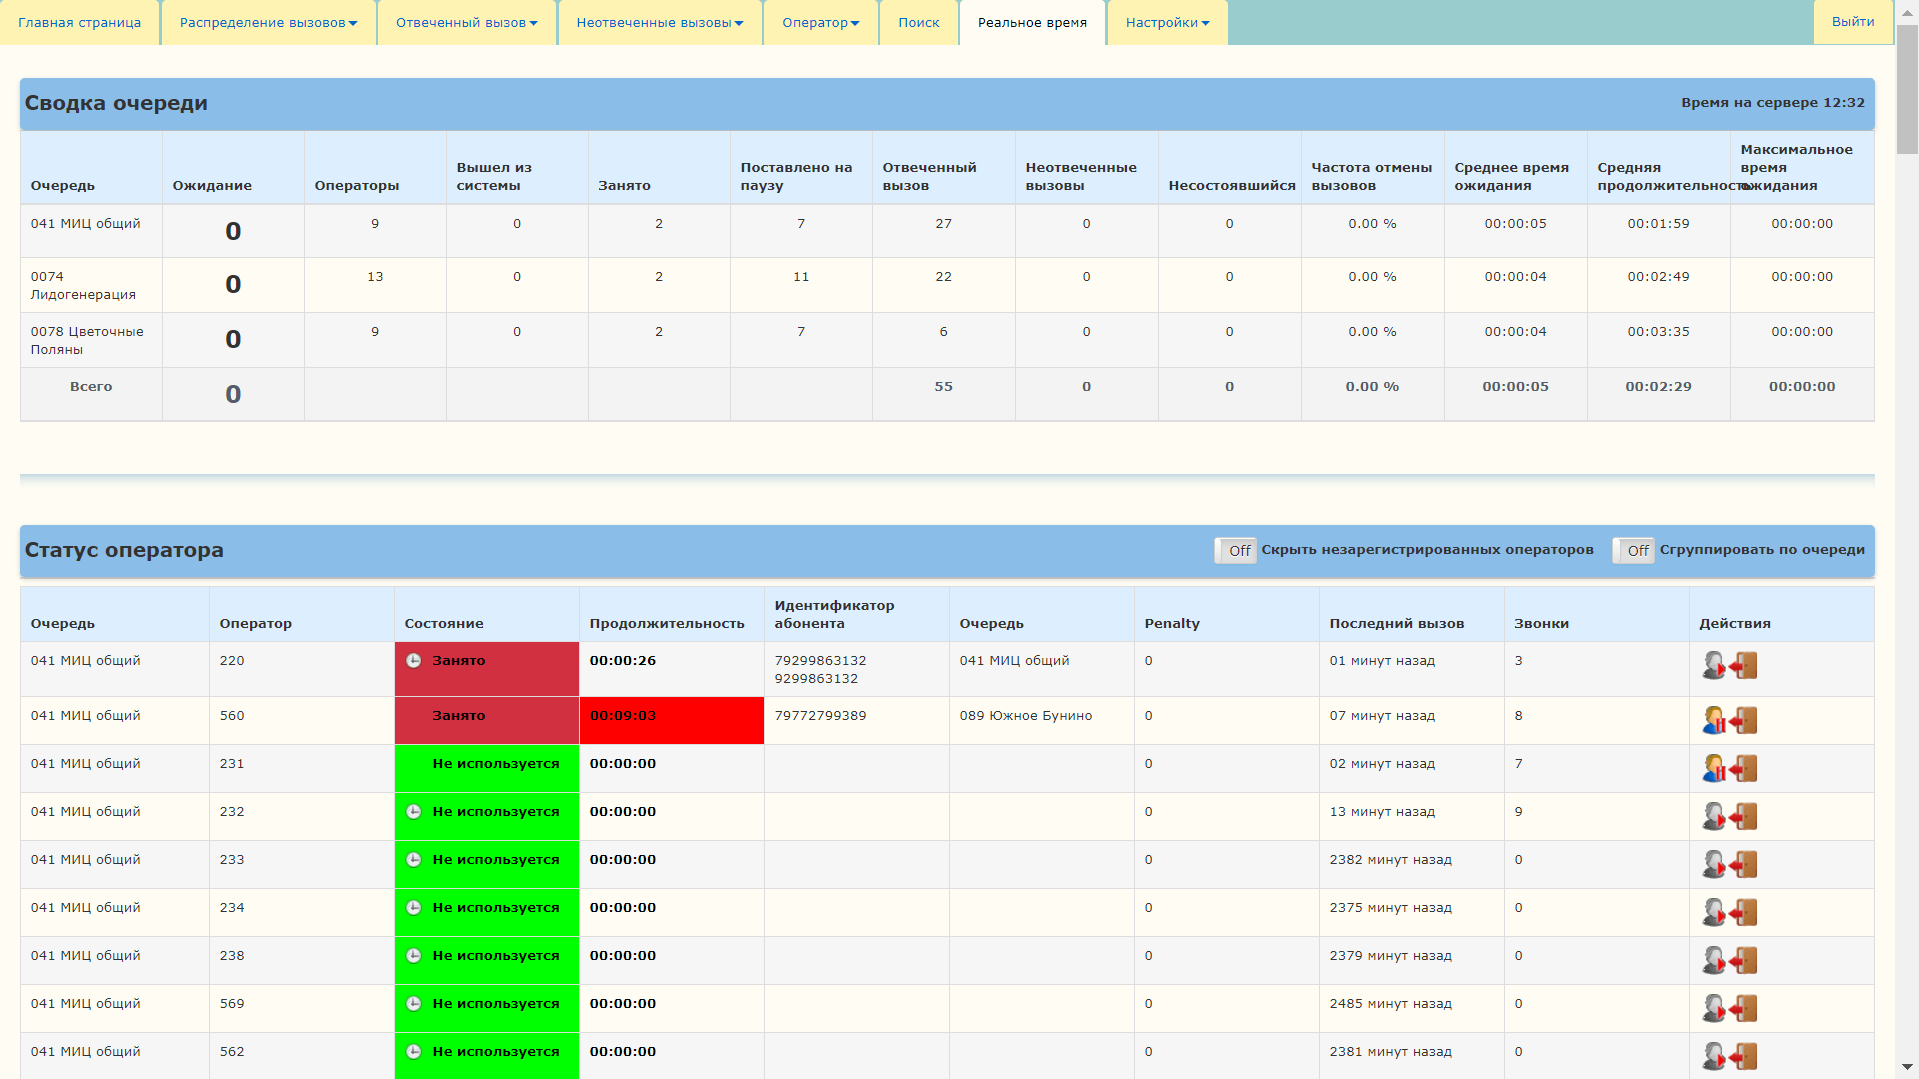 Главная страница Распределение вызовов Отвеченный вызов Неотвеченные вызовы Оператор Поиск Реальное время Настройки Выйти
Сводка очереди Время на сервере 12:32
Очередь Ожидание Операторы Вышел из системы Занято Поставлено на паузу Отвеченный вызов Неотвеченные вызовы Несостоявшийся Частота отмены вызовов Среднее время ожидания Средняя продолжительность Максимальное время ожидания
041 МИЦ общий 0 9 0 2 7 27 0 0 0.00 % 00:00:05 00:01:59 00:00:00
0074 Лидогенерация 0 13 0 2 11 22 0 0 0.00 % 00:00:04 00:02:49 00:00:00
0078 Цветочные Поляны 0 9 0 2 7 6 0 0 0.00 % 00:00:04 00:03:35 00:00:00
Всего 0 55 0 0 0.00 % 00:00:05 00:02:29 00:00:00
Статус оператора Off Скрыть незарегистрированных операторов Off Сгруппировать по очереди
Очередь Оператор Состояние Продолжительность Идентификатор абонента Очередь Penalty Последний вызов Звонки Действия
041 МИЦ общий 220 Занято 00:00:26 79299863132 9299863132 041 МИЦ общий 0 01 минут назад 3
041 МИЦ общий 560 Занято 00:09:03 79772799389 089 Южное Бунино 0 07 минут назад 8
041 МИЦ общий 231 Не используется 00:00:00 0 02 минут назад 7
041 МИЦ общий 232 Не используется 00:00:00 0 13 минут назад 9
041 МИЦ общий 233 Не используется 00:00:00 0 2382 минут назад 0
041 МИЦ общий 234 Не используется 00:00:00 0 2375 минут назад 0
041 МИЦ общий 238 Не используется 00:00:00 0 2379 минут назад 0
041 МИЦ общий 569 Не используется 00:00:00 0 2485 минут назад 0
041 МИЦ общий 562 Не используется 00:00:00 0 2381 минут назад 0